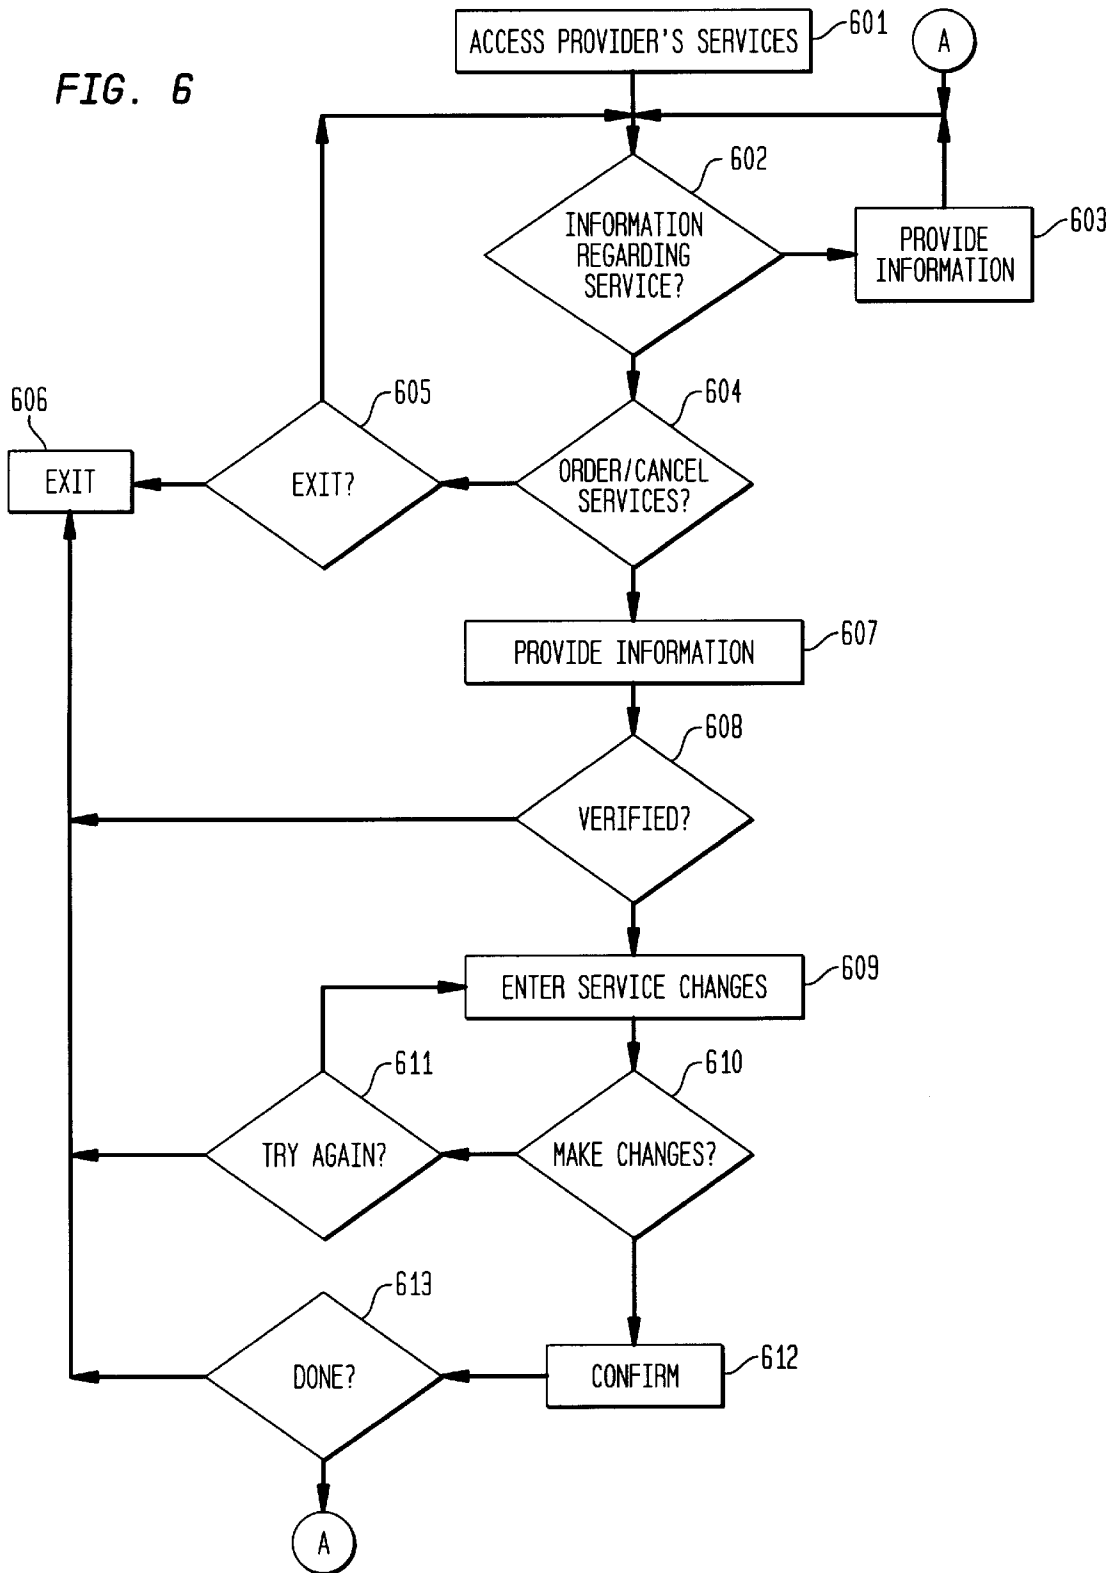 FIG. 6
ACCESS PROVIDER'S SERVICES
601
A
602
INFORMATION
REGARDING
SERVICE?
603
PROVIDE
INFORMATION
604
ORDER/CANCEL
SERVICES?
605
EXIT?
606
EXIT
607
PROVIDE INFORMATION
608
VERIFIED?
609
ENTER SERVICE CHANGES
610
MAKE CHANGES?
611
TRY AGAIN?
612
CONFIRM
613
DONE?
A